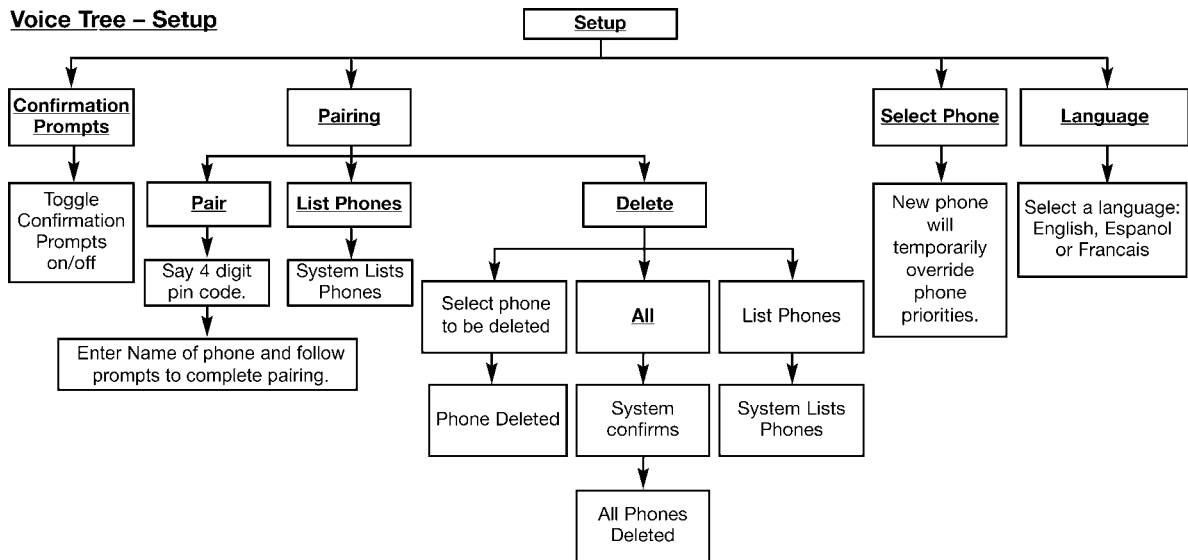 Voice Tree – Setup
Setup
Confirmation
Prompts
Pairing
Select Phone
Language
Toggle
Confirmation
Prompts
on/off
Pair
List Phones
Delete
New phone
will
temporarily
override
phone
priorities.
Select a language:
English, Espanol
or Francais
Say 4 digit
pin code.
System Lists
Phones
Select phone
to be deleted
All
List Phones
Enter Name of phone and follow
prompts to complete pairing.
Phone Deleted
System
confirms
System Lists
Phones
All Phones
Deleted